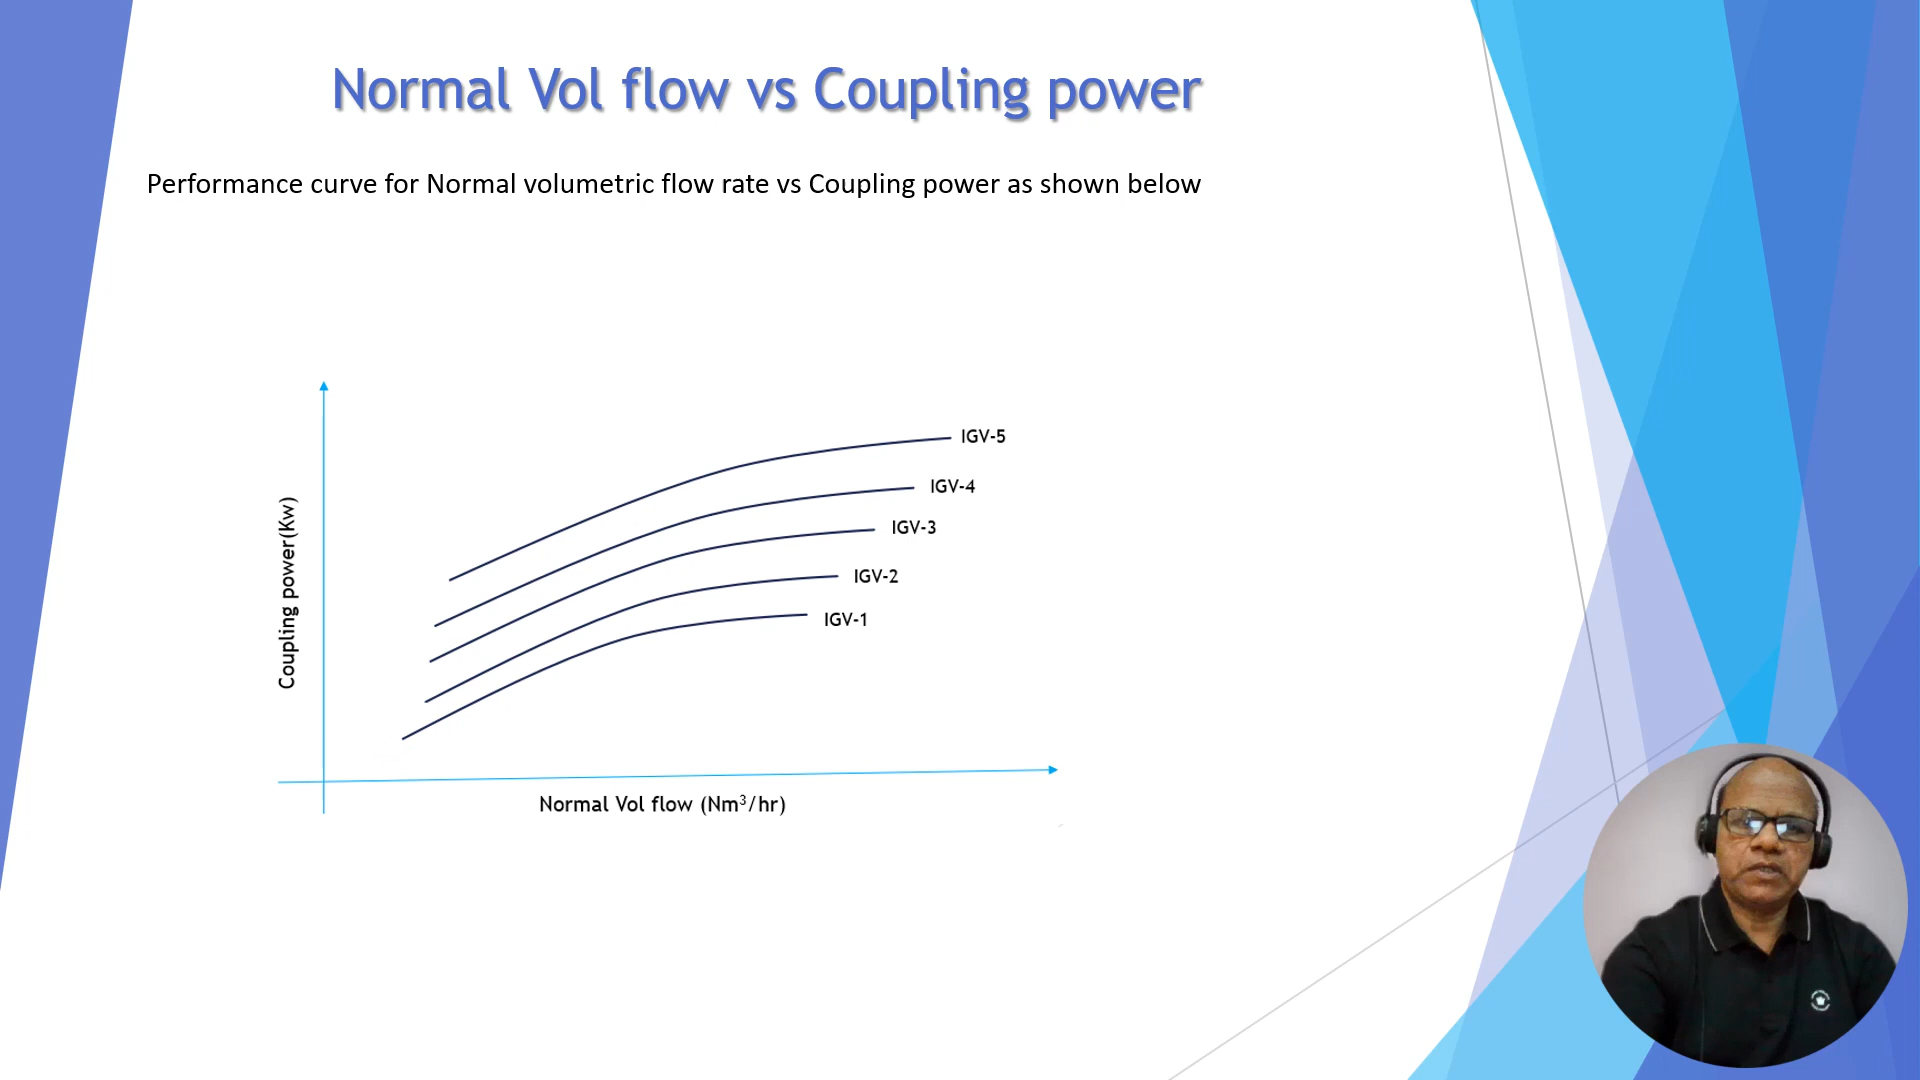 Normal Vol flow vs Coupling power
Performance curve for Normal volumetric flow rate vs Coupling power as shown below
IGV-5
IGV-4
IGV-3
IGV-2
IGV-1
Coupling power(Kw)
Normal Vol flow (Nm³/hr)